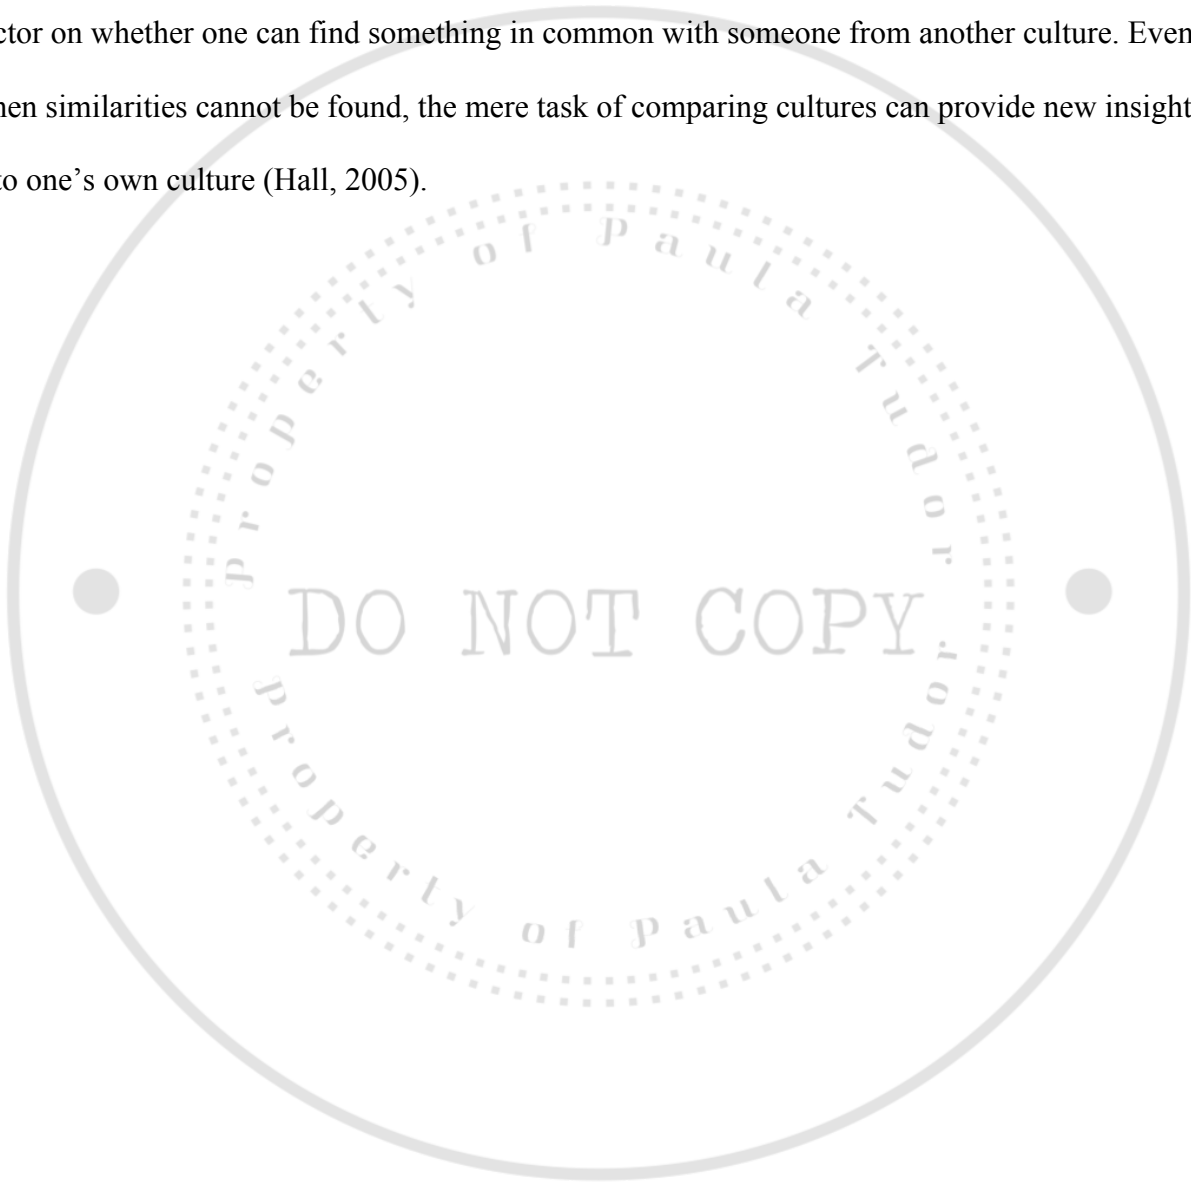 ctor on whether one can find something in common with someone from another culture. Even
hen similarities cannot be found, the mere task of comparing cultures can provide new insight
to one’s own culture (Hall, 2005).
Property of Paula Tudor
DO NOT COPY
Property of Paula Tudor